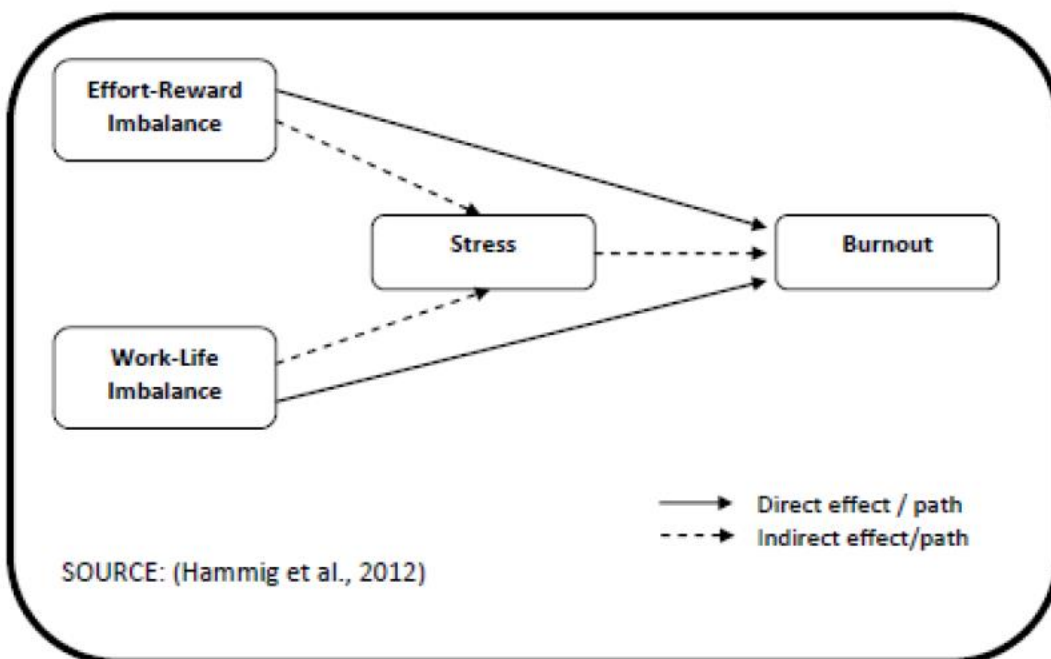 Effort-Reward
Imbalance
Stress
Burnout
Work-Life
Imbalance
Direct effect / path
Indirect effect/path
SOURCE: (Hammig et al., 2012)